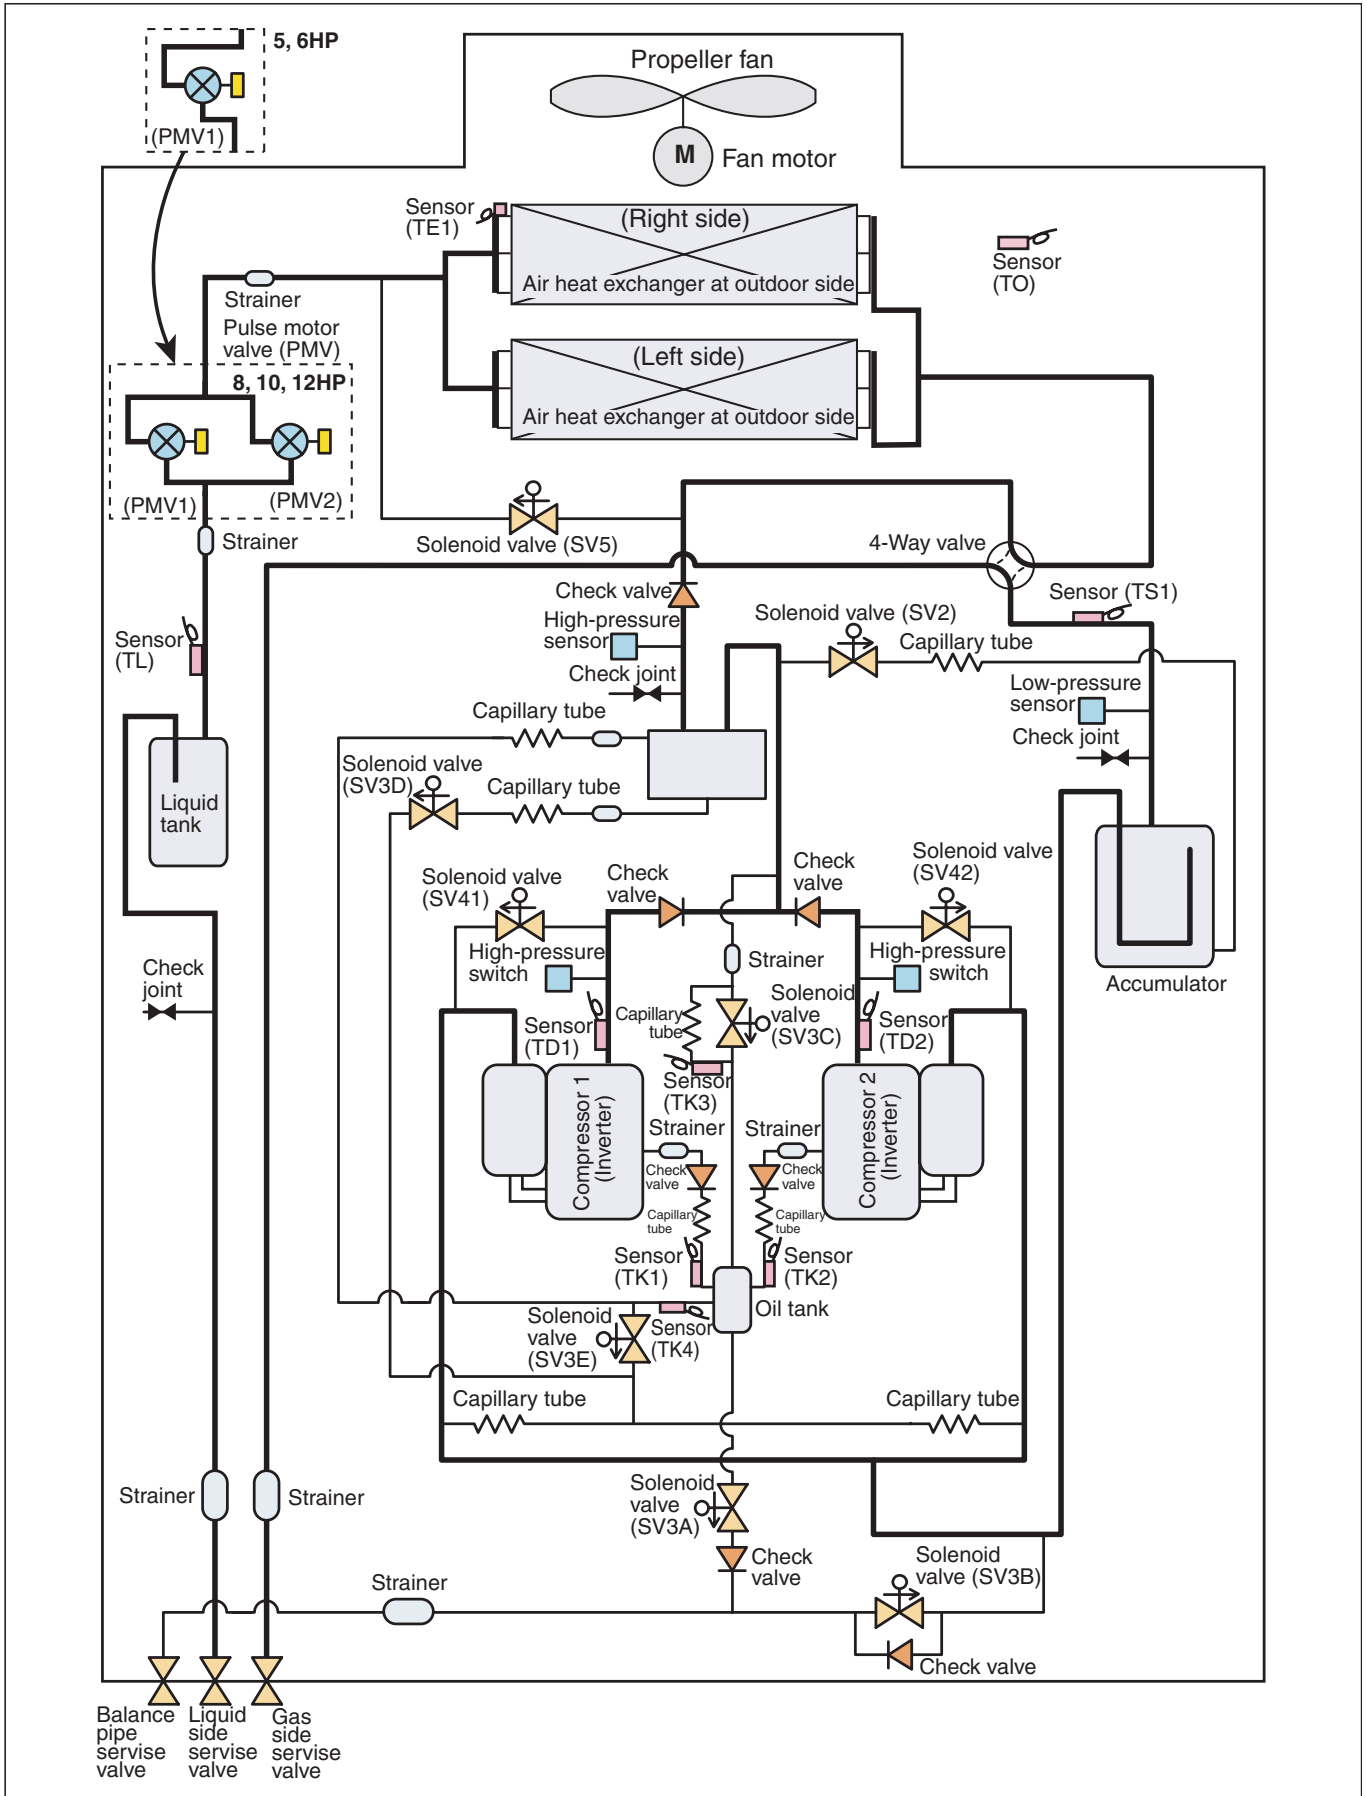 5, 6HP
(PMV1)
Propeller fan
M
Fan motor
Sensor
(TE1)
(Right side)
Air heat exchanger at outdoor side
Sensor
(TO)
Strainer
Pulse motor
valve (PMV)
(Left side)
Air heat exchanger at outdoor side
8, 10, 12HP
(PMV1)
(PMV2)
Strainer
Solenoid valve (SV5)
4-Way valve
Check valve
Sensor (TS1)
High-pressure
sensor
Solenoid valve (SV2)
Capillary tube
Sensor
(TL)
Check joint
Low-pressure
sensor
Capillary tube
Check joint
Solenoid valve
(SV3D)
Capillary tube
Liquid
tank
Solenoid valve
(SV41)
Check
valve
Check
valve
Solenoid valve
(SV42)
High-pressure
switch
Strainer
High-pressure
switch
Accumulator
Check
joint
Capillary
tube
Solenoid
valve
(SV3C)
Sensor
(TD1)
Sensor
(TD2)
Sensor
(TK3)
Compressor 1
(Inverter)
Compressor 2
(Inverter)
Strainer
Strainer
Check
valve
Check
valve
Capillary
tube
Capillary
tube
Sensor
(TK1)
Sensor
(TK2)
Oil tank
Solenoid
valve
(SV3E)
Sensor
(TK4)
Capillary tube
Capillary tube
Strainer
Strainer
Solenoid
valve
(SV3A)
Check
valve
Solenoid
valve (SV3B)
Strainer
Check valve
Balance
pipe
servise
valve
Liquid
side
servise
valve
Gas
side
servise
valve